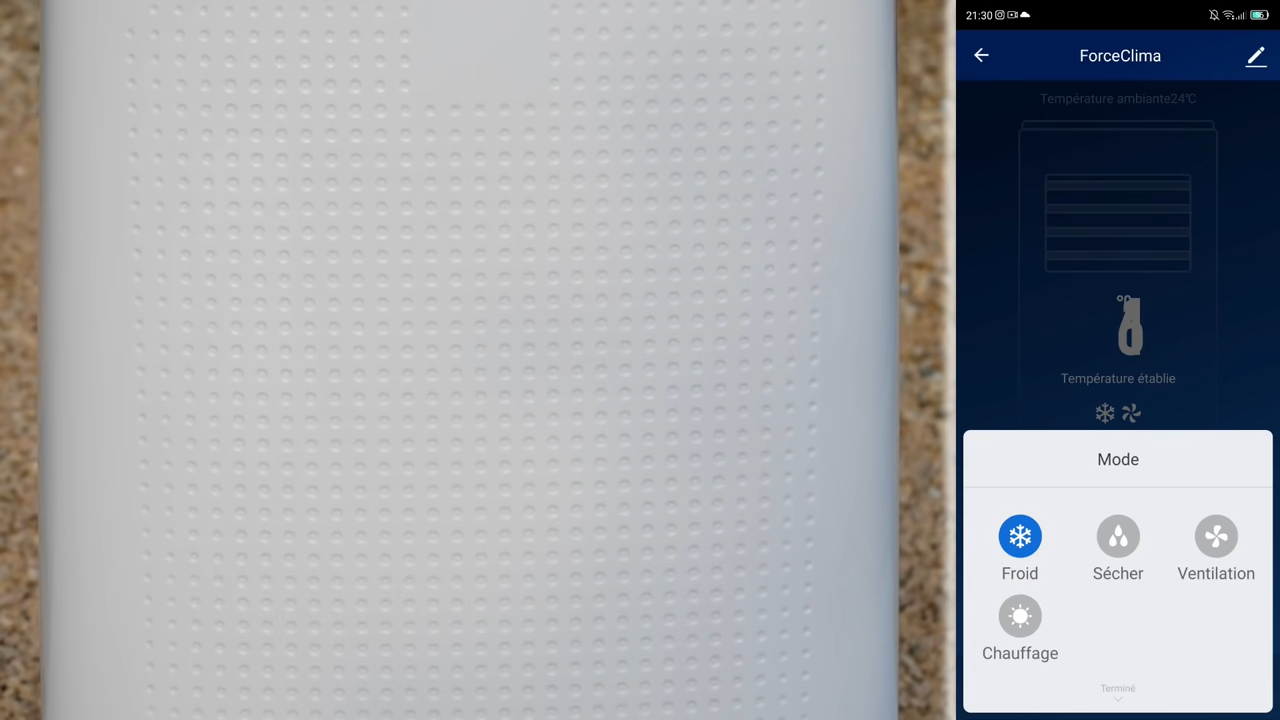 21:30
ForceClima
Température ambiante24℃
Température établie
Mode
Froid
Sécher
Ventilation
Chauffage
Terminé